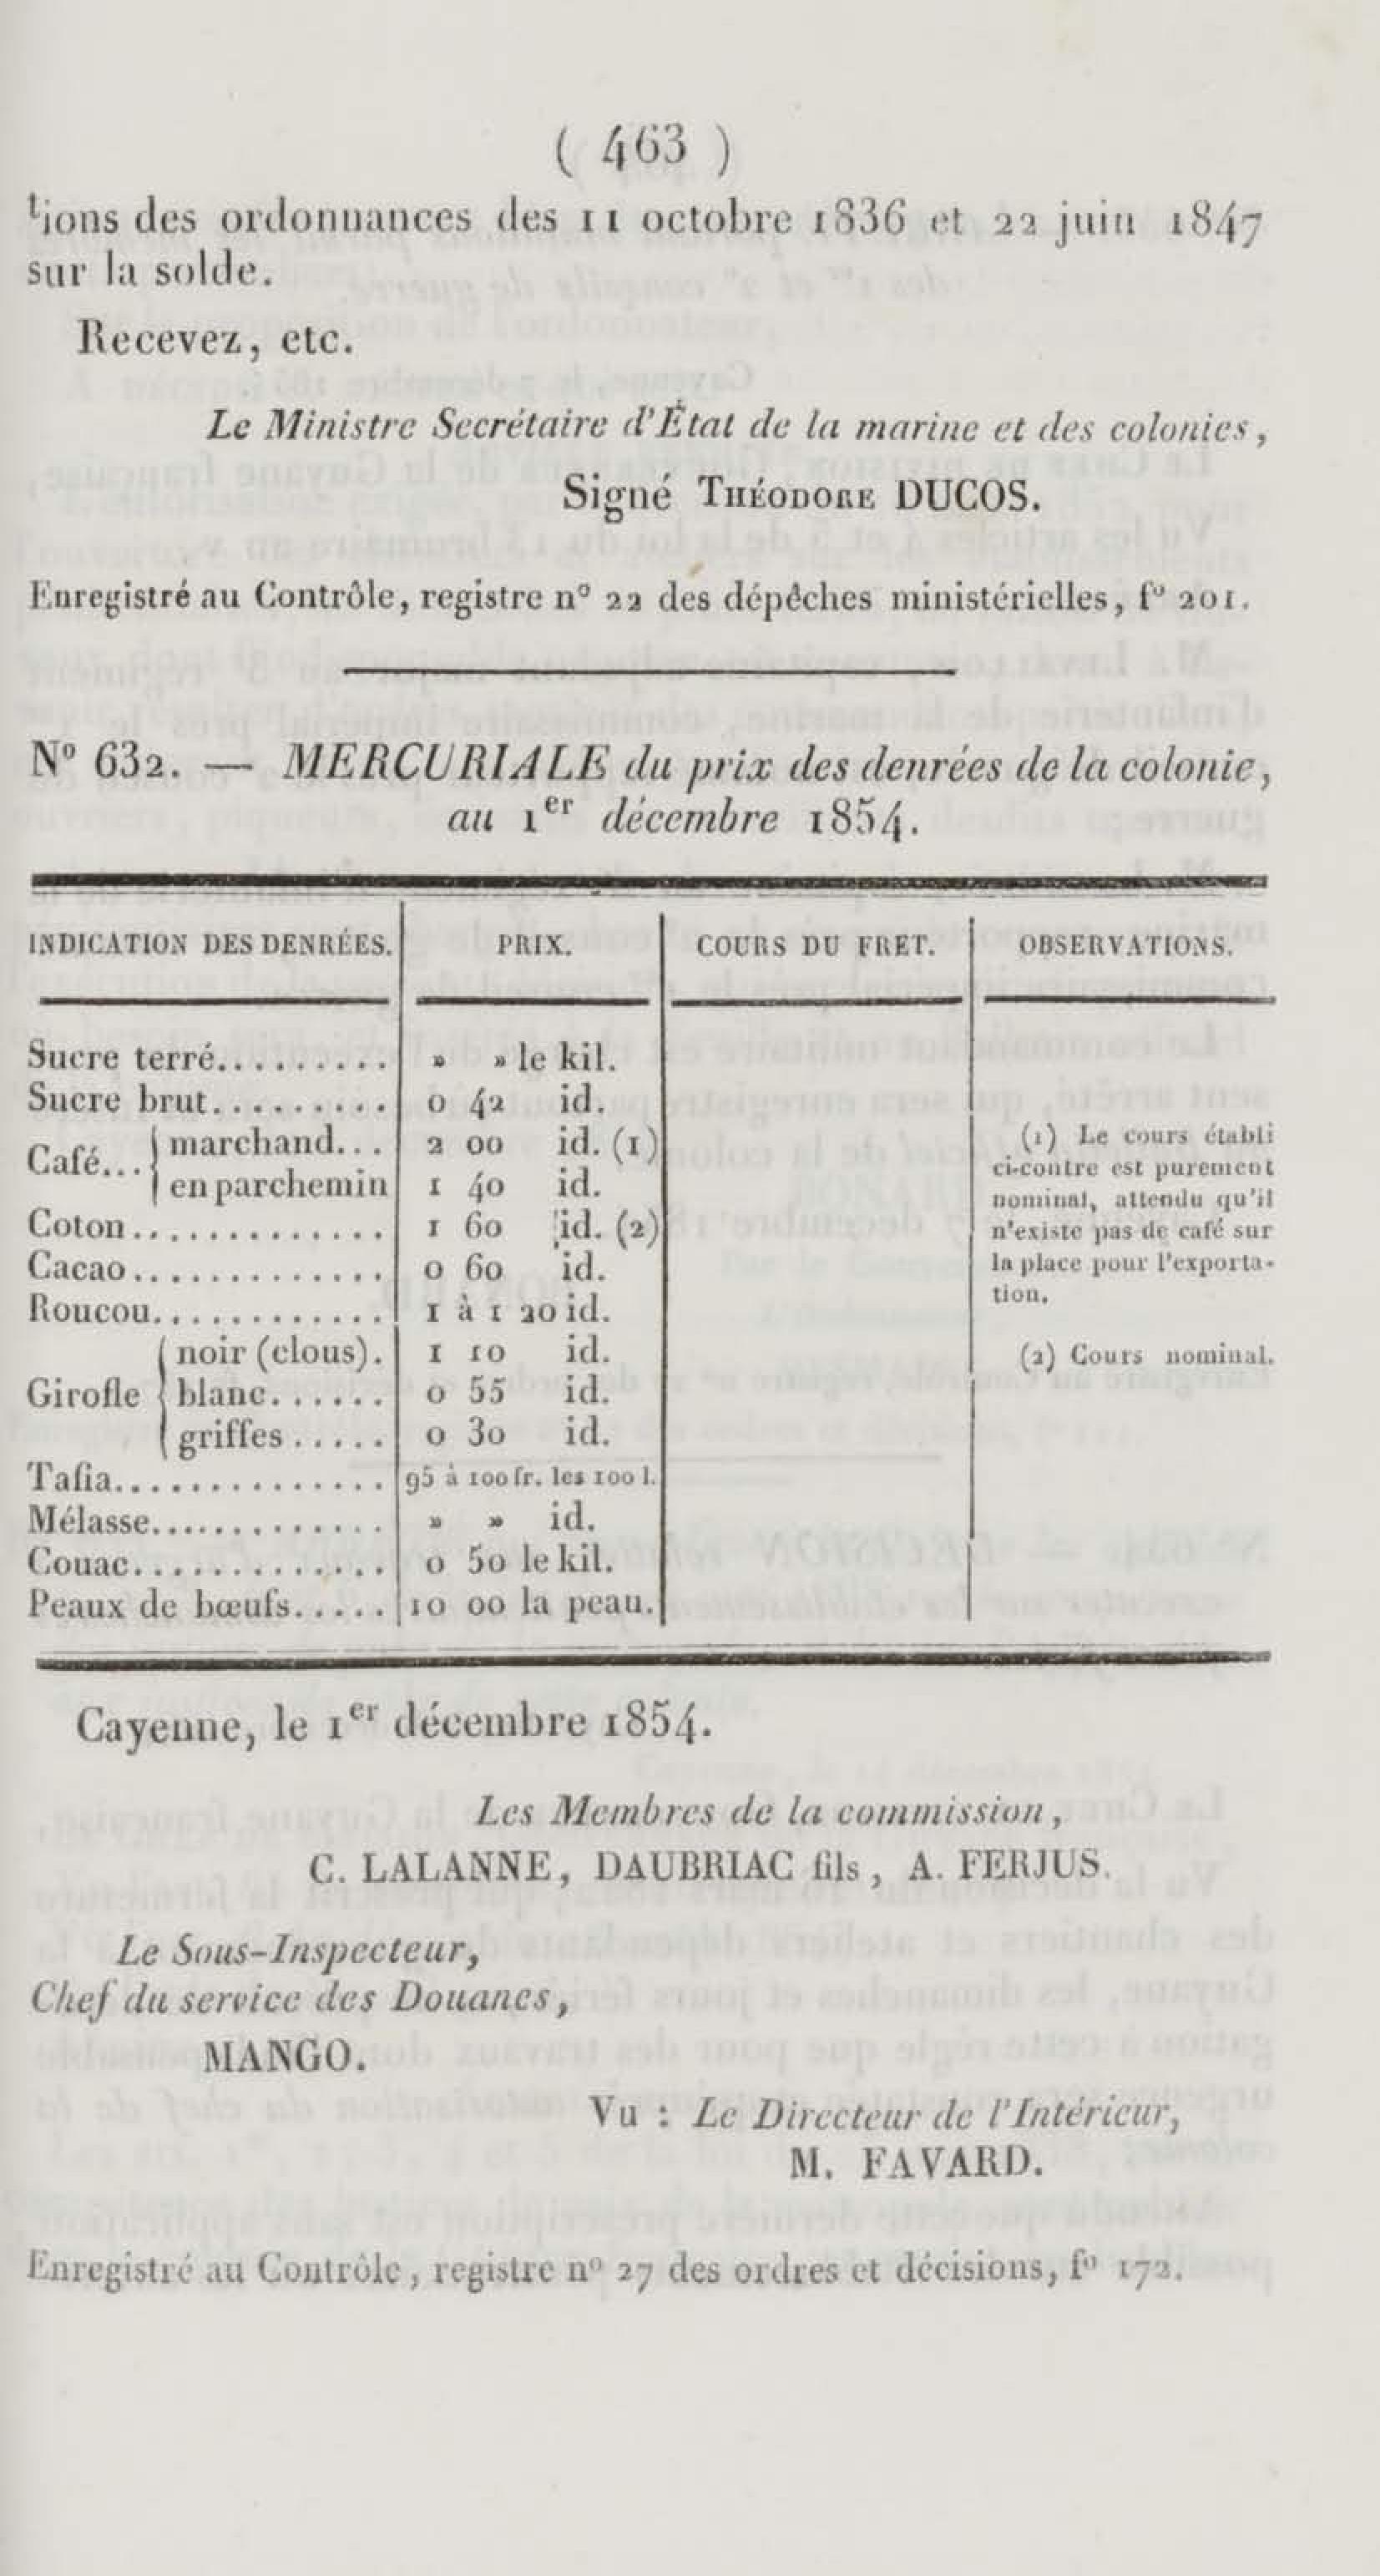 ( 463 )
tions des ordonnances des 11 octobre 1836 et 22 juin 1847
sur la solde.
Recevez, etc.
Le Ministre Secrétaire d'État de la marine et des colonies,
Signé THÉODORE DUCOS.
Enregistré au Contrôle, registre n° 22 des dépêches ministérielles, f° 201.
N° 632. — MERCURIALE du prix des denrées de la colonie,
au 1er décembre 1854.
INDICATION DES DENRÉES. PRIX. COURS DU FRET. OBSERVATIONS.
Sucre terré......... » » le kil.
Sucre brut.......... 0 42 id.
Café... marchand... 2 00 id. (1)
en parchemin 1 40 id.
Coton............. 1 60 id. (2)
Cacao............. 0 60 id.
Roucou............ 1 à 1 20 id.
Girofle noir (clous). 1 10 id.
blanc...... 0 55 id.
griffes..... 0 30 id.
Tafia.............. 95 à 100 fr. les 100 l.
Mélasse............. » » id.
Couac............. 0 50 le kil.
Peaux de bœufs..... 10 00 la peau.
(1) Le cours établi
ci-contre est purement
nominal, attendu qu'il
n'existe pas de café sur
la place pour l'exporta-
tion.
(2) Cours nominal.
Cayenne, le 1er décembre 1854.
Les Membres de la commission,
C. LALANNE, DAUBRIAC fils, A. FERJUS.
Le Sous-Inspecteur,
Chef du service des Douanes,
MANGO.
Vu : Le Directeur de l'Intérieur,
M. FAVARD.
Enregistré au Contrôle, registre n° 27 des ordres et décisions, f° 172.